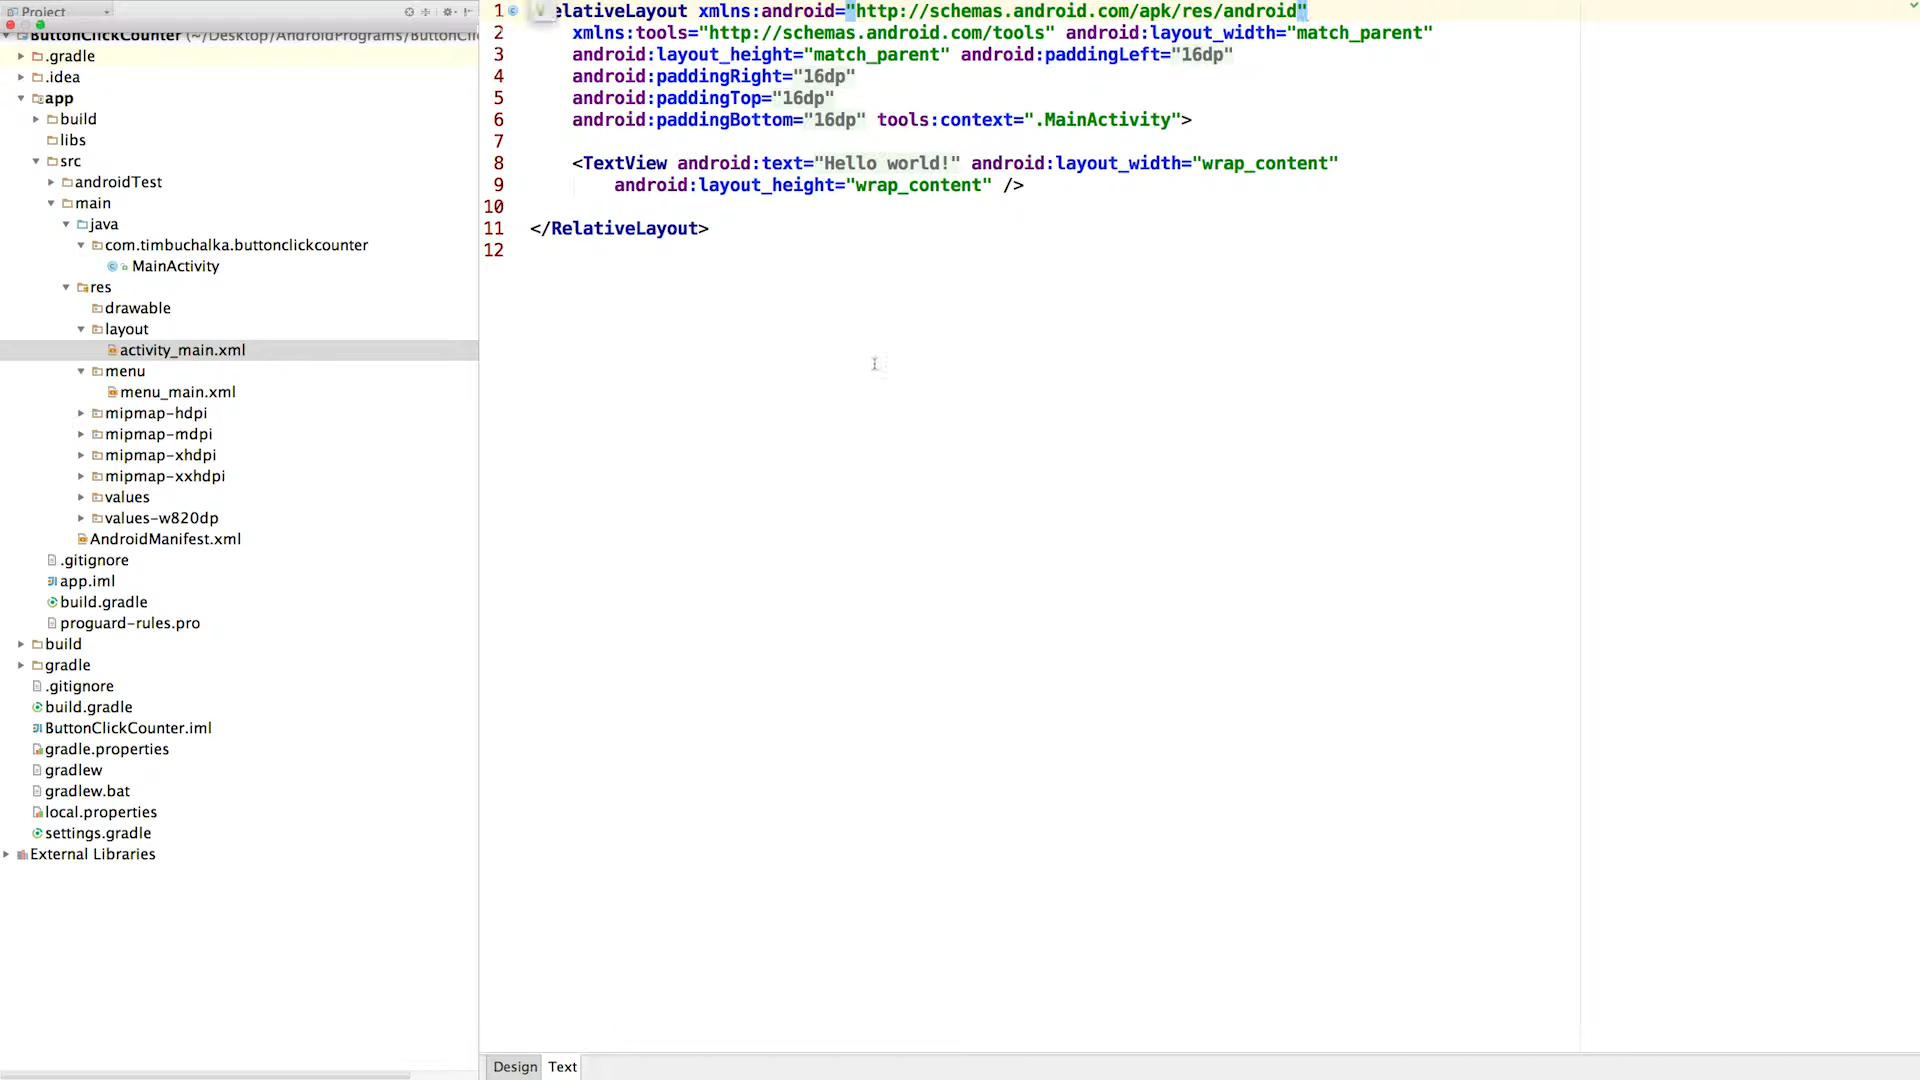 Project
ButtonClickCounter (~/Desktop/AndroidPrograms/ButtonCli
.gradle
.idea
app
build
libs
src
androidTest
main
java
com.timbuchalka.buttonclickcounter
MainActivity
res
drawable
layout
activity_main.xml
menu
menu_main.xml
mipmap-hdpi
mipmap-mdpi
mipmap-xhdpi
mipmap-xxhdpi
values
values-w820dp
AndroidManifest.xml
.gitignore
app.iml
build.gradle
proguard-rules.pro
build
gradle
.gitignore
build.gradle
ButtonClickCounter.iml
gradle.properties
gradlew
gradlew.bat
local.properties
settings.gradle
External Libraries
1 elativeLayout xmlns:android="http://schemas.android.com/apk/res/android"
2 xmlns:tools="http://schemas.android.com/tools" android:layout_width="match_parent"
3 android:layout_height="match_parent" android:paddingLeft="16dp"
4 android:paddingRight="16dp"
5 android:paddingTop="16dp"
6 android:paddingBottom="16dp" tools:context=".MainActivity">
7
8 <TextView android:text="Hello world!" android:layout_width="wrap_content"
9 android:layout_height="wrap_content" />
10
11 </RelativeLayout>
12
Design Text